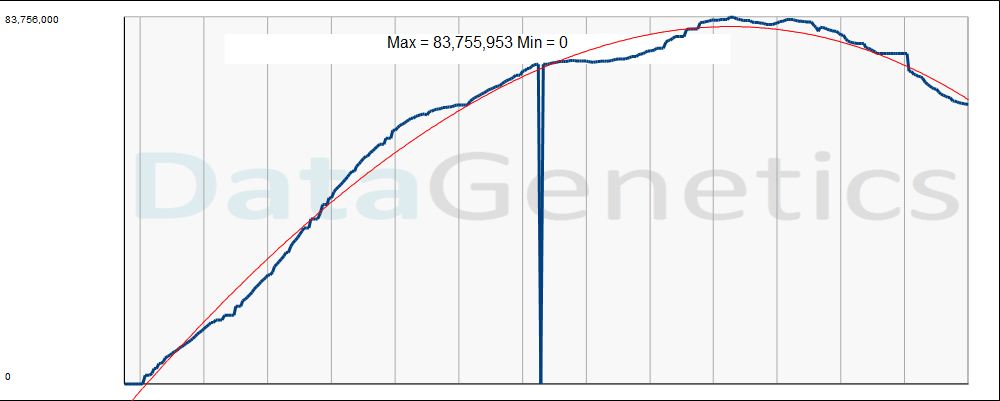 83,756,000
Max = 83,755,953 Min = 0
DataGenetics
0